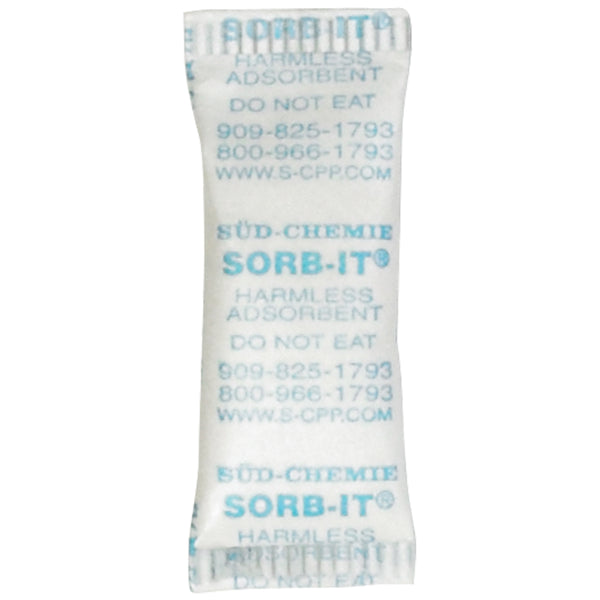 SORB-IT®
HARMLESS
ADSORBENT
DO NOT EAT
909-825-1793
800-966-1793
WWW.S-CPP.COM
SÜD-CHEMIE
SORB-IT®
HARMLESS
ADSORBENT
DO NOT EAT
909-825-1793
800-966-1793
WWW.S-CPP.COM
SÜD-CHEMIE
SORB-IT®
HARMLESS
ADSORBENT
DO NOT EAT